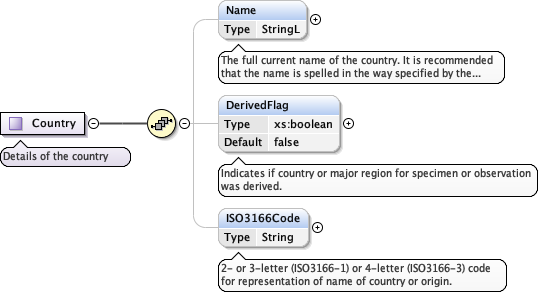 Name
Type StringL
The full current name of the country. It is recommended
that the name is spelled in the way specified by the...
DerivedFlag
Type xs:boolean
Default false
Country
Details of the country
Indicates if country or major region for specimen or observation
was derived.
ISO3166Code
Type String
2- or 3-letter (ISO3166-1) or 4-letter (ISO3166-3) code
for representation of name of country or origin.